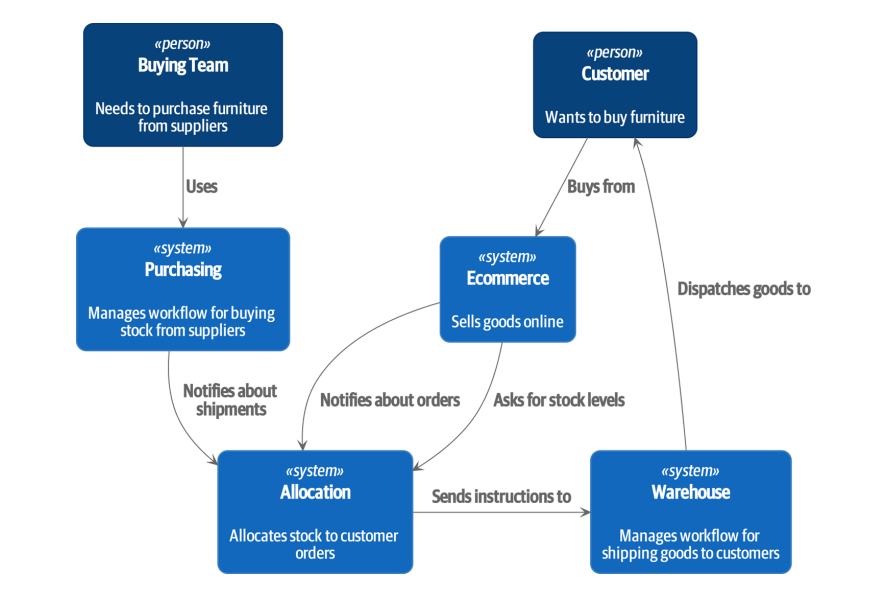 «person»
Buying Team
Needs to purchase furniture
from suppliers
«person»
Customer
Wants to buy furniture
Uses
Buys from
«system»
Purchasing
Manages workflow for buying
stock from suppliers
«system»
Ecommerce
Sells goods online
Dispatches goods to
Notifies about
shipments
Notifies about orders
Asks for stock levels
«system»
Allocation
Allocates stock to customer
orders
Sends instructions to
«system»
Warehouse
Manages workflow for
shipping goods to customers